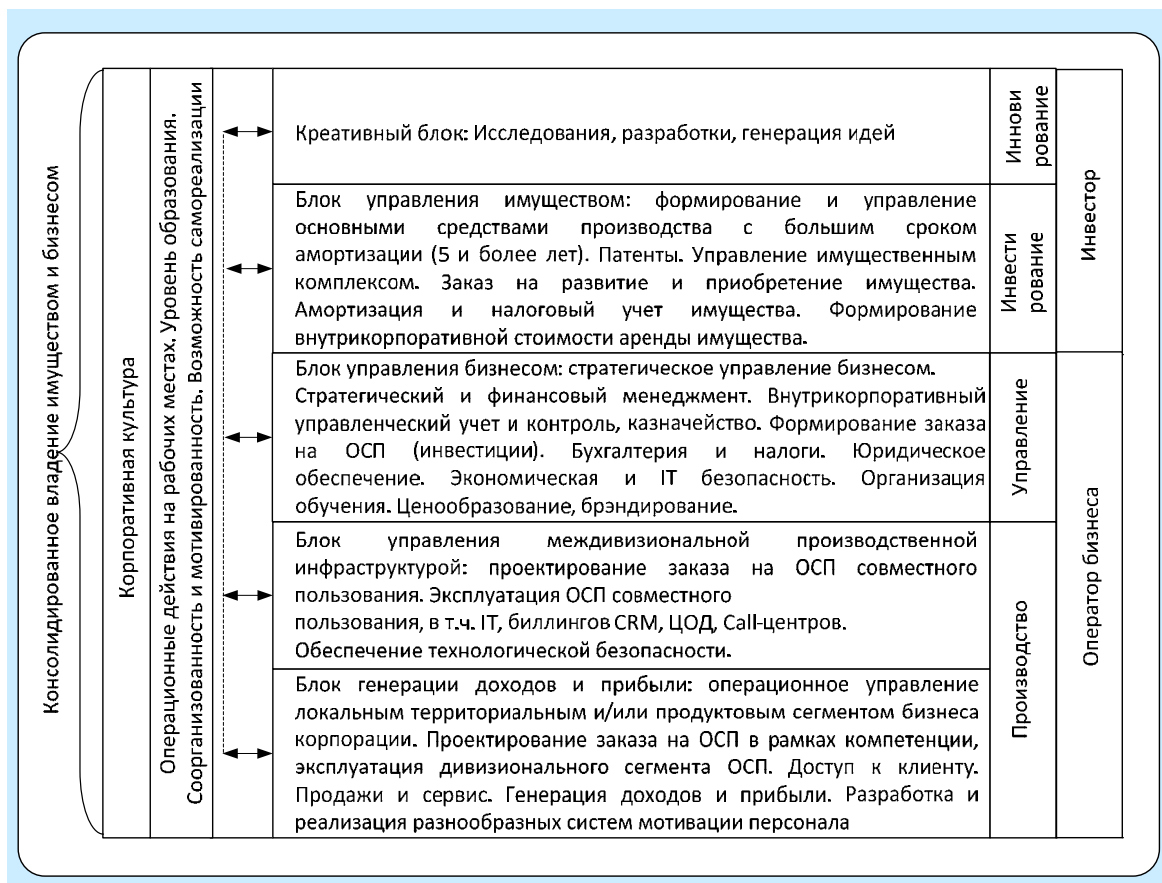 Консолидированное владение имуществом и бизнесом
Корпоративная культура
Операционные действия на рабочих местах. Уровень образования.
Соорганизованность и мотивированность. Возможность самореализации
Креативный блок: Исследования, разработки, генерация идей
Иннови
рование
Блок управления имуществом: формирование и управление
основными средствами производства с большим сроком
амортизации (5 и более лет). Патенты. Управление имущественным
комплексом. Заказ на развитие и приобретение имущества.
Амортизация и налоговый учет имущества. Формирование
внутрикорпоративной стоимости аренды имущества.
Инвести
рование
Инвестор
Блок управления бизнесом: стратегическое управление бизнесом.
Стратегический и финансовый менеджмент. Внутрикорпоративный
управленческий учет и контроль, казначейство. Формирование заказа
на ОСП (инвестиции). Бухгалтерия и налоги. Юридическое
обеспечение. Экономическая и IT безопасность. Организация
обучения. Ценообразование, брэндирование.
Управление
Блок управления междивизиональной производственной
инфраструктурой: проектирование заказа на ОСП совместного
пользования. Эксплуатация ОСП совместного
пользования, в т.ч. IT, биллингов CRM, ЦОД, Call-центров.
Обеспечение технологической безопасности.
Блок генерации доходов и прибыли: операционное управление
локальным территориальным и/или продуктовым сегментом бизнеса
корпорации. Проектирование заказа на ОСП в рамках компетенции,
эксплуатация дивизионального сегмента ОСП. Доступ к клиенту.
Продажи и сервис. Генерация доходов и прибыли. Разработка и
реализация разнообразных систем мотивации персонала
Производство
Оператор бизнеса